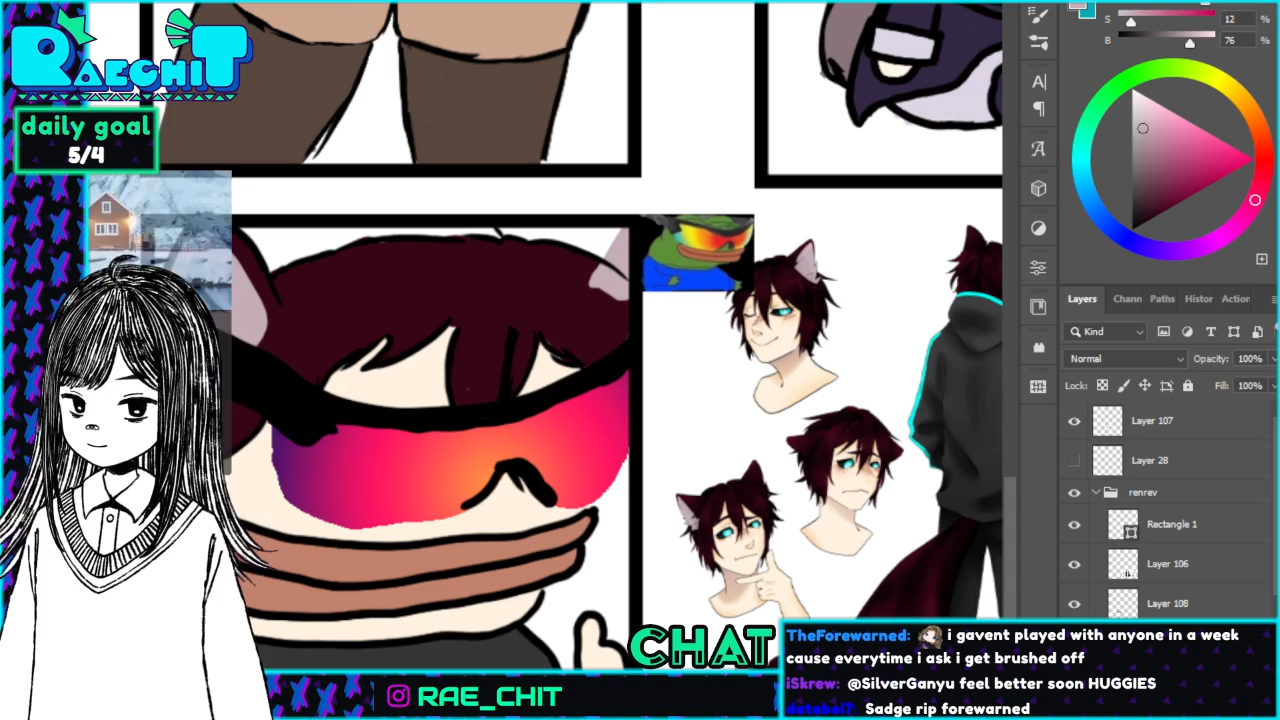 RAECHIT
daily goal
5/4
S 12 %
B 76 %
Layers Chann Paths Histor Action
Kind
Normal Opacity: 100%
Lock: Fill: 100%
Layer 107
Layer 28
renrev
Rectangle 1
Layer 106
Layer 108
CHAT
TheForewarned: i gavent played with anyone in a week
cause everytime i ask i get brushed off
iSkrew: @SilverGanyu feel better soon HUGGIES
databoi7: Sadge rip forewarned
RAE_CHIT